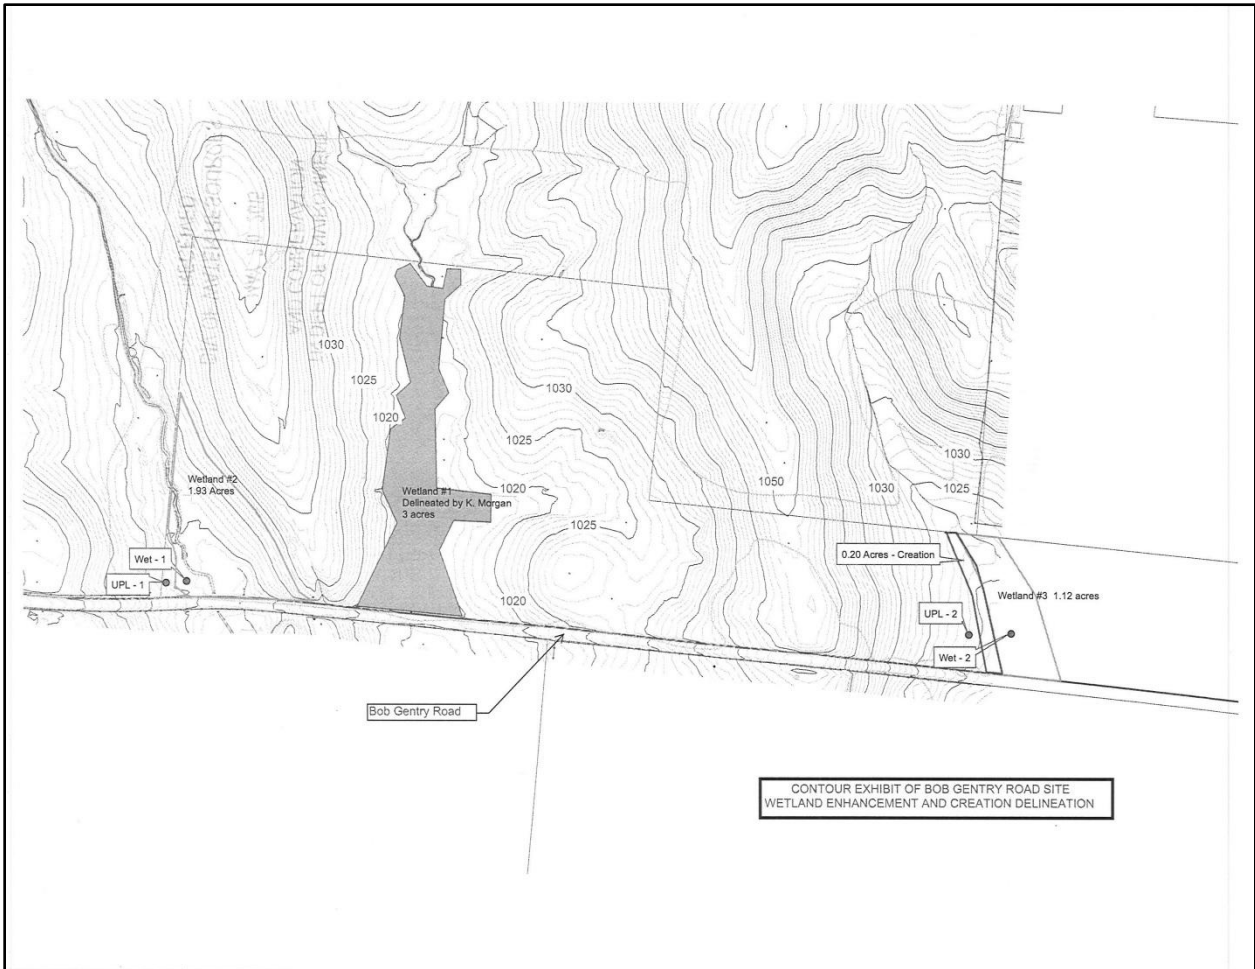 1030
1025
1020
1030
1025
1020
1025
1020
1050
1030
1030
1025
Wetland #2
1.93 Acres
Wetland #1
Delineated by K. Morgan
3 acres
Wet - 1
UPL - 1
0.20 Acres - Creation
Wetland #3 1.12 acres
UPL - 2
Wet - 2
Bob Gentry Road
CONTOUR EXHIBIT OF BOB GENTRY ROAD SITE
WETLAND ENHANCEMENT AND CREATION DELINEATION